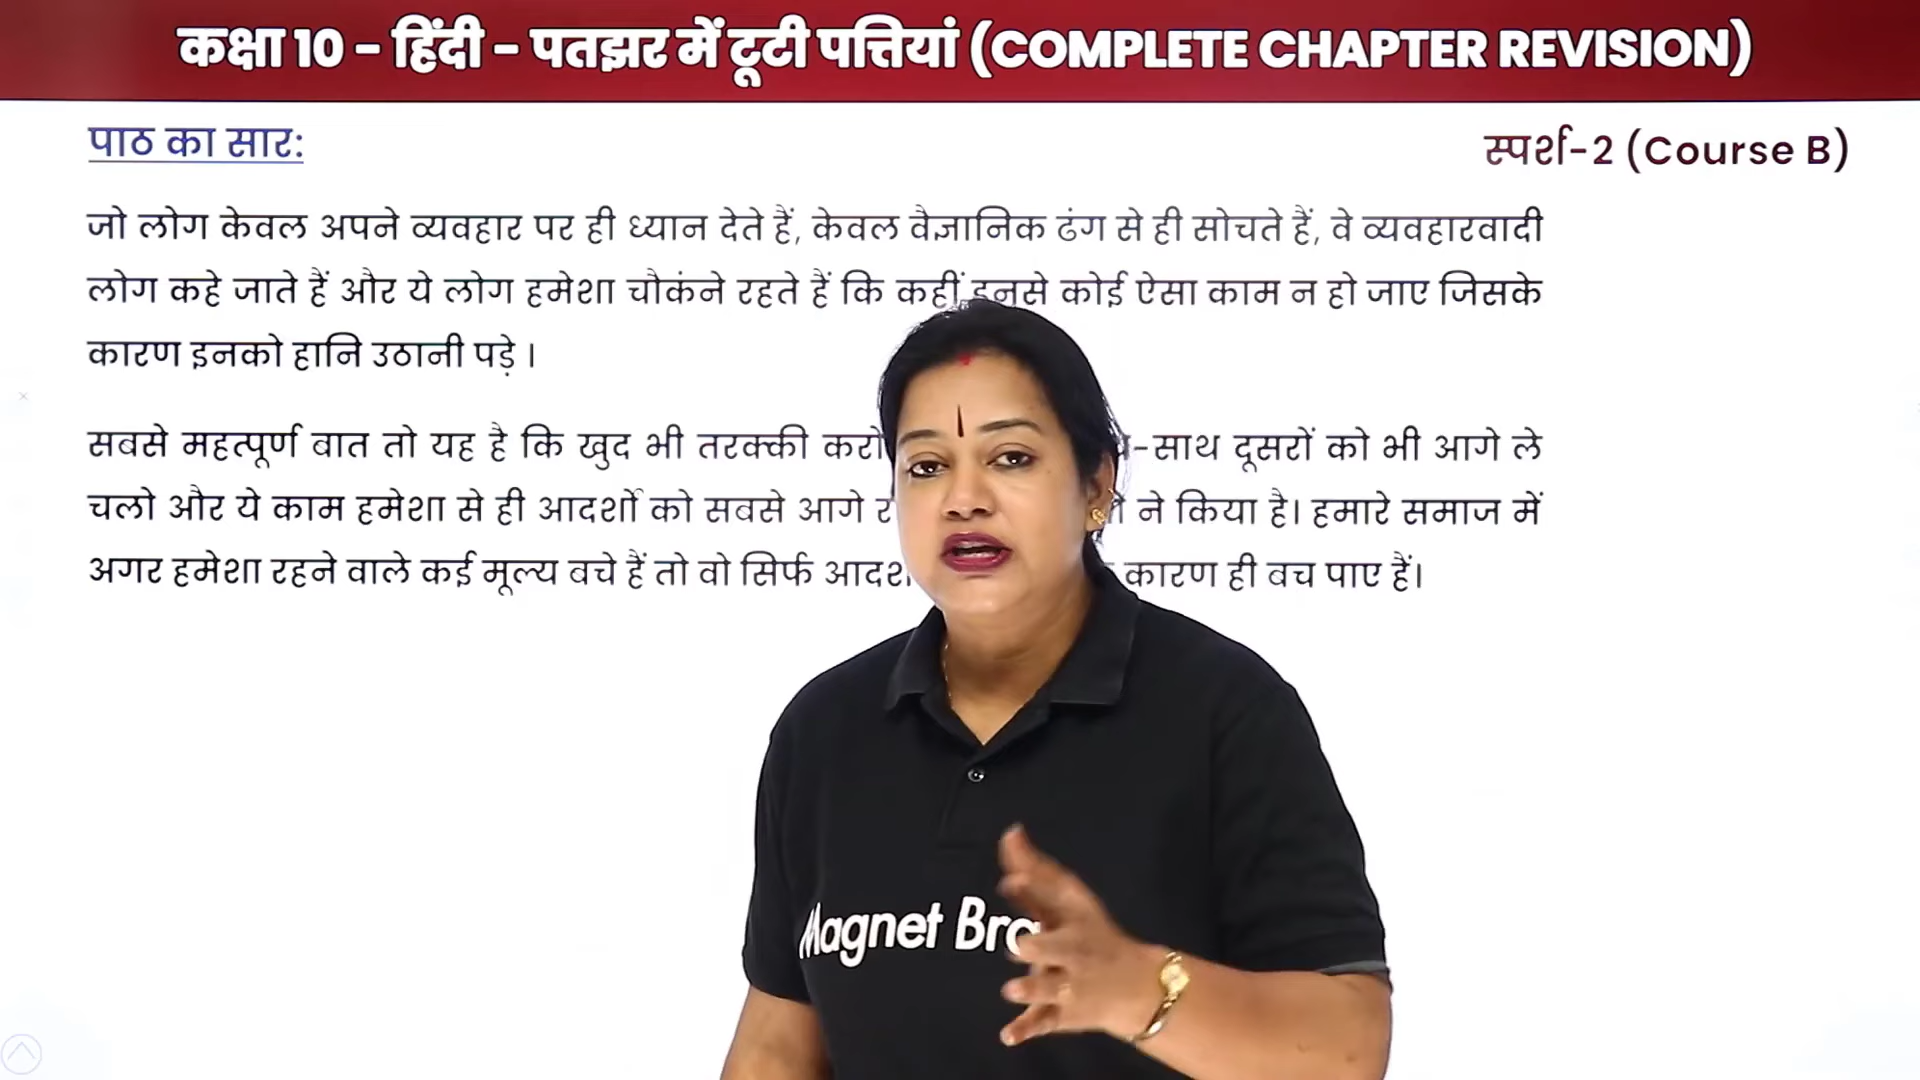 कक्षा 10 - हिंदी - पतझर में टूटी पत्तियां (COMPLETE CHAPTER REVISION)
पाठ का सार:
स्पर्श-2 (Course B)
जो लोग केवल अपने व्यवहार पर ही ध्यान देते हैं, केवल वैज्ञानिक ढंग से ही सोचते हैं, वे व्यवहारवादी
लोग कहे जाते हैं और ये लोग हमेशा चौकंने रहते हैं कि कहीं इनसे कोई ऐसा काम न हो जाए जिसके
कारण इनको हानि उठानी पड़े ।
सबसे महत्पूर्ण बात तो यह है कि खुद भी तरक्की करो -साथ दूसरों को भी आगे ले
चलो और ये काम हमेशा से ही आदर्शों को सबसे आगे ने किया है। हमारे समाज में
अगर हमेशा रहने वाले कई मूल्य बचे हैं तो वो सिर्फ कारण ही बच पाए हैं।
Magnet Bra